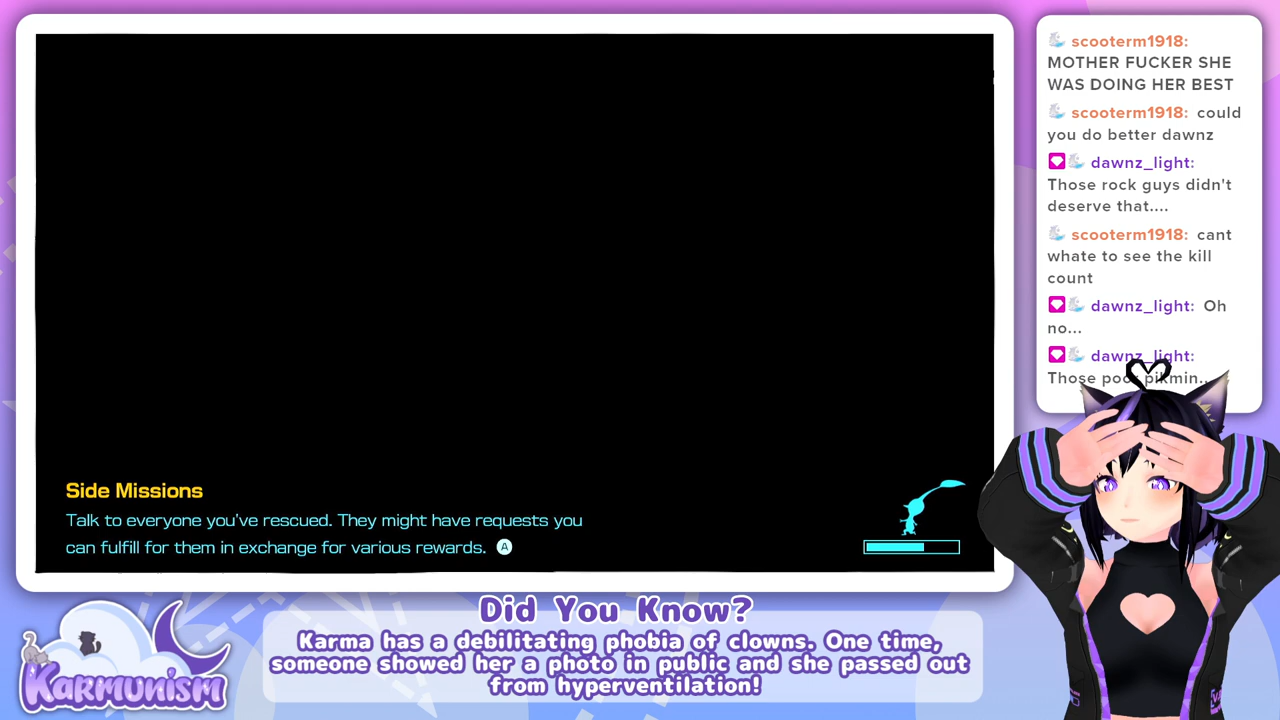 Side Missions
Talk to everyone you've rescued. They might have requests you
can fulfill for them in exchange for various rewards. A
scooterm1918:
MOTHER FUCKER SHE
WAS DOING HER BEST
scooterm1918: could
you do better dawnz
dawnz_light:
Those rock guys didn't
deserve that....
scooterm1918: cant
whate to see the kill
count
dawnz_light: Oh
no...
dawnz_light:
Those poor pikmin..
Karmunism
Did You Know?
Karma has a debilitating phobia of clowns. One time,
someone showed her a photo in public and she passed out
from hyperventilation!